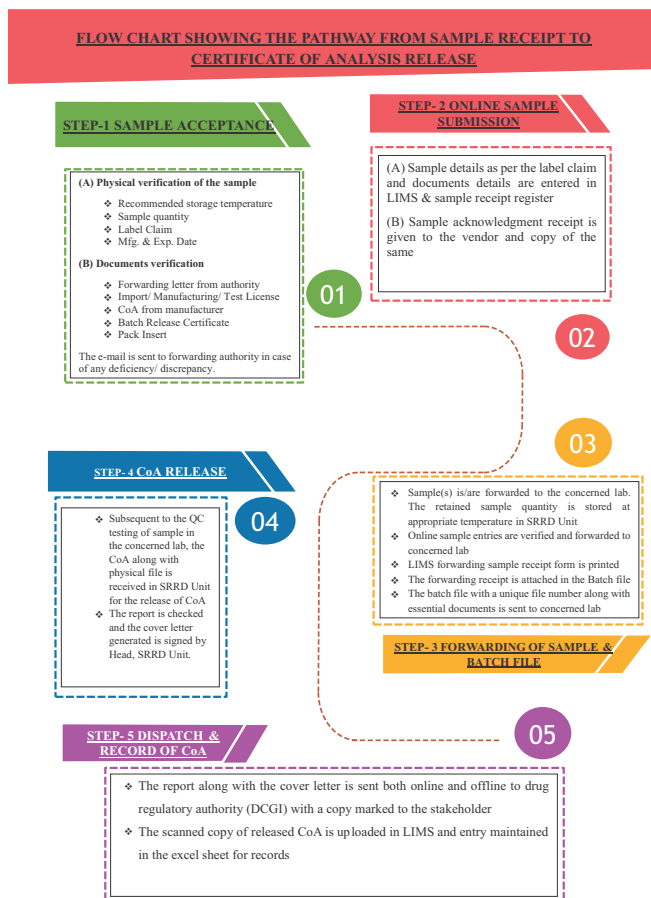 FLOW CHART SHOWING THE PATHWAY FROM SAMPLE RECEIPT TO
CERTIFICATE OF ANALYSIS RELEASE
STEP-1 SAMPLE ACCEPTANCE
(A) Physical verification of the sample
❖ Recommended storage temperature
❖ Sample quantity
❖ Label Claim
❖ Mfg. & Exp. Date
(B) Documents verification
❖ Forwarding letter from authority
❖ Import/ Manufacturing/ Test License
❖ CoA from manufacturer
❖ Batch Release Certificate
❖ Pack Insert
The e-mail is sent to forwarding authority in case
of any deficiency/ discrepancy.
01
STEP- 2 ONLINE SAMPLE
SUBMISSION
(A) Sample details as per the label claim
and documents details are entered in
LIMS & sample receipt register
(B) Sample acknowledgment receipt is
given to the vendor and copy of the
same
02
03
❖ Sample(s) is/are forwarded to the concerned lab.
The retained sample quantity is stored at
appropriate temperature in SRRD Unit
❖ Online sample entries are verified and forwarded to
concerned lab
❖ LIMS forwarding sample receipt form is printed
❖ The forwarding receipt is attached in the Batch file
❖ The batch file with a unique file number along with
essential documents is sent to concerned lab
STEP- 3 FORWARDING OF SAMPLE &
BATCH FILE
STEP- 4 CoA RELEASE
04
❖ Subsequent to the QC
testing of sample in
the concerned lab, the
CoA along with
physical file is
received in SRRD Unit
for the release of CoA
❖ The report is checked
and the cover letter
generated is signed by
Head, SRRD Unit.
05
STEP- 5 DISPATCH &
RECORD OF CoA
❖ The report along with the cover letter is sent both online and offline to drug
regulatory authority (DCGI) with a copy marked to the stakeholder
❖ The scanned copy of released CoA is uploaded in LIMS and entry maintained
in the excel sheet for records